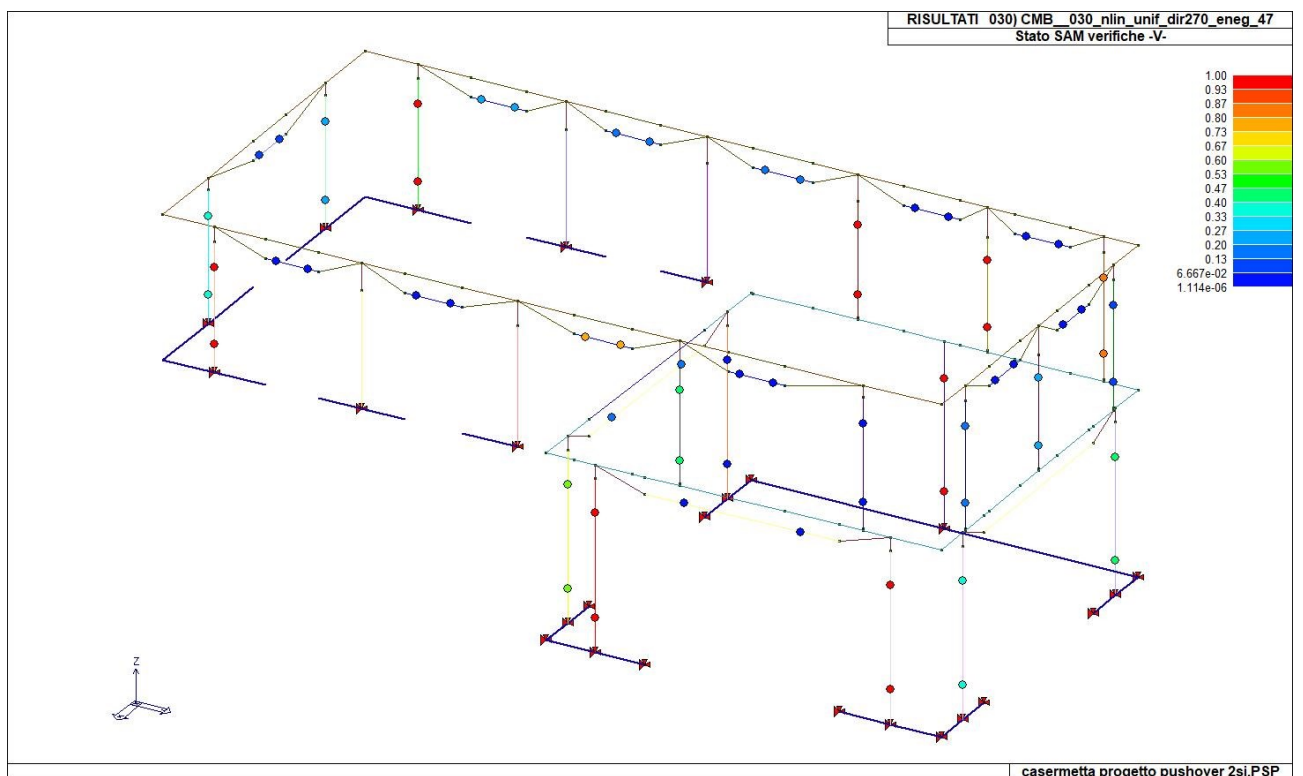 RISULTATI 030) CMB__030_nlin_unif_dir270_eneg_47
Stato SAM verifiche -V-
1.00
0.93
0.87
0.80
0.73
0.67
0.60
0.53
0.47
0.40
0.33
0.27
0.20
0.13
6.667e-02
1.114e-06
Z
casermetta progetto pushover 2si.PSP